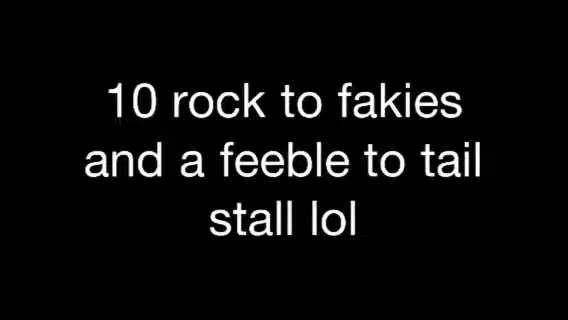 10 rock to fakies
and a feeble to tail
stall lol